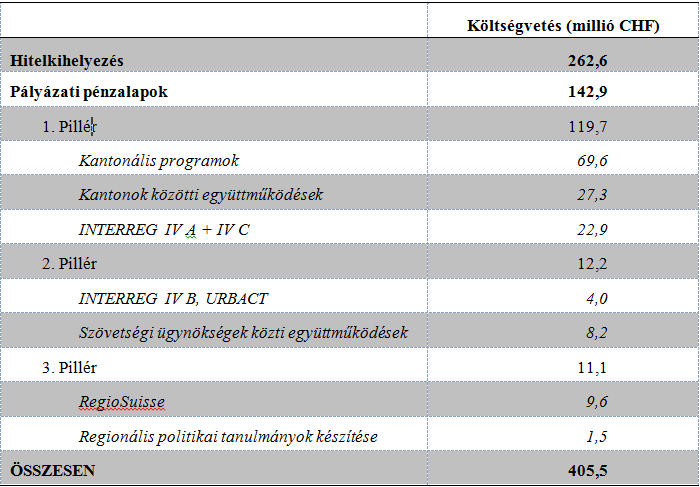 Költségvetés (millió CHF)
Hitelkihelyezés 262,6
Pályázati pénzalapok 142,9
1. Pillér 119,7
Kantonális programok 69,6
Kantonok közötti együttműködések 27,3
INTERREG IV A + IV C 22,9
2. Pillér 12,2
INTERREG IV B, URBACT 4,0
Szövetségi ügynökségek közti együttműködések 8,2
3. Pillér 11,1
RegioSuisse 9,6
Regionális politikai tanulmányok készítése 1,5
ÖSSZESEN 405,5